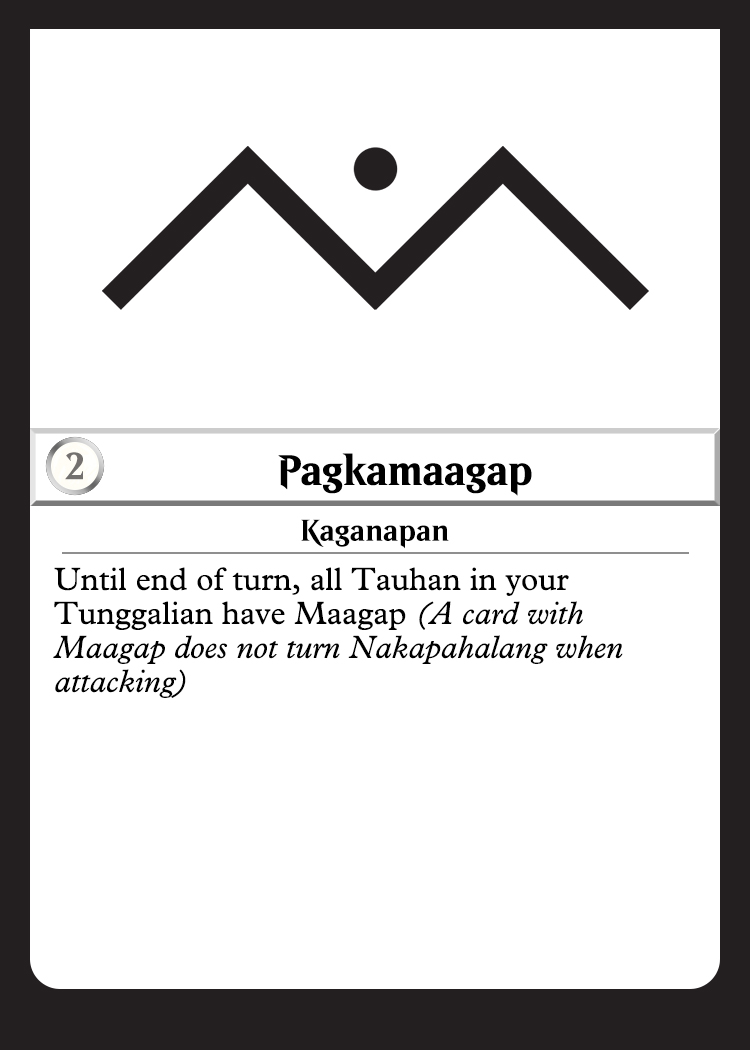 2
Pagkamaagap
Kaganapan
Until end of turn, all Tauhan in your
Tunggalian have Maagap (A card with
Maagap does not turn Nakapahalang when
attacking)